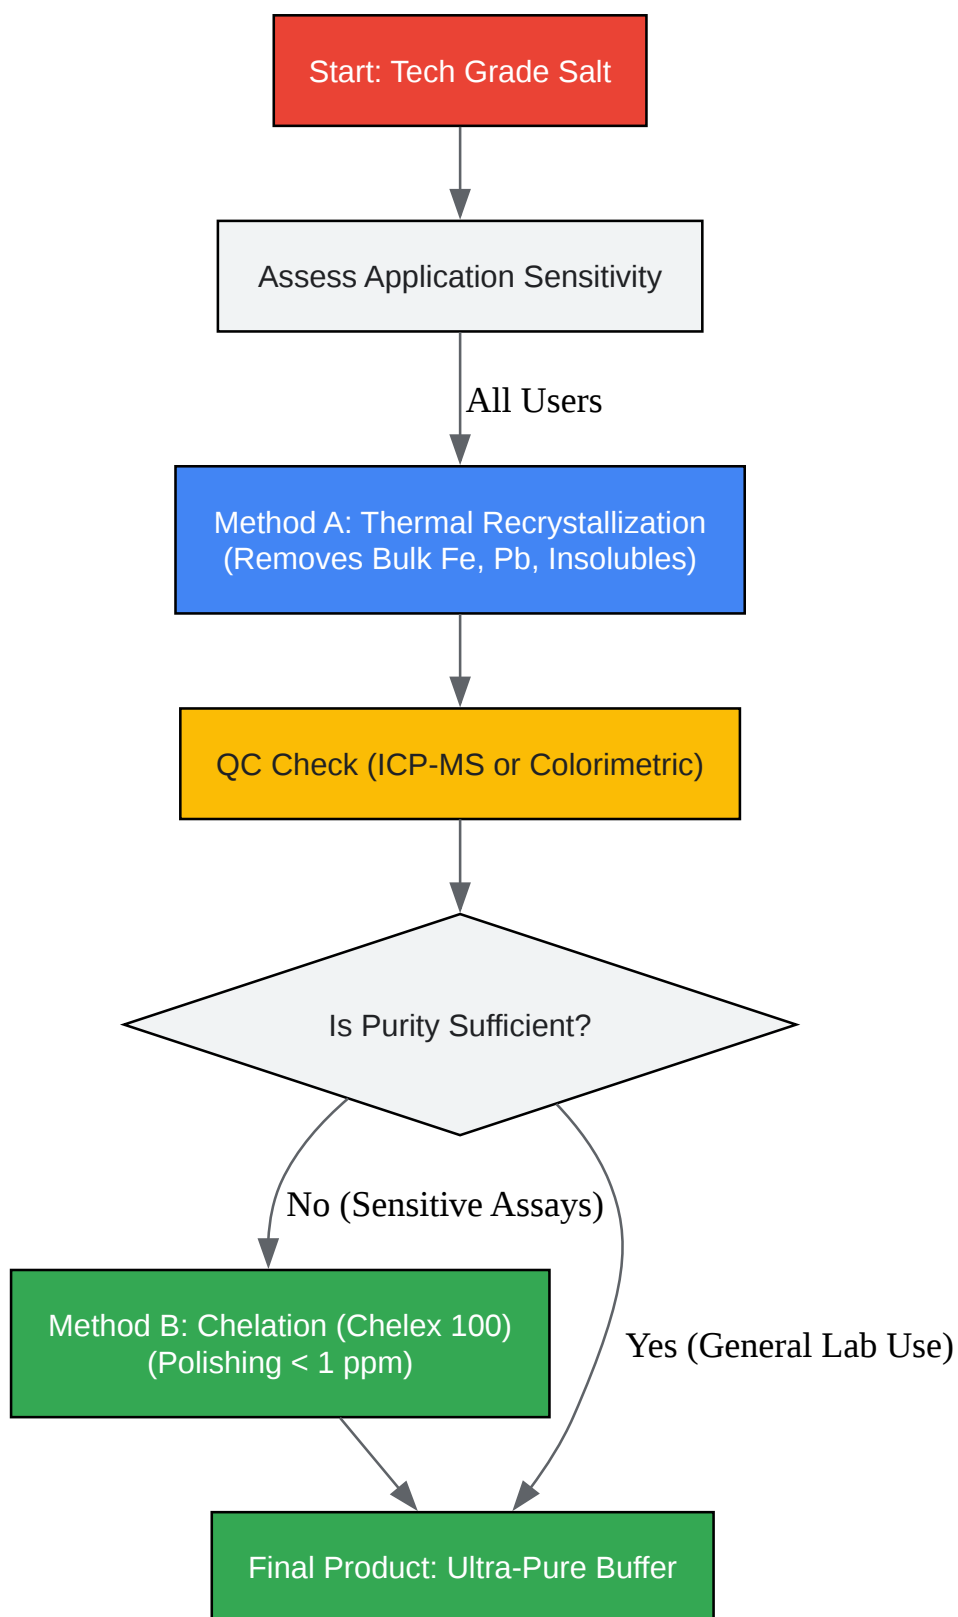 Start: Tech Grade Salt
Assess Application Sensitivity
All Users
Method A: Thermal Recrystallization
(Removes Bulk Fe, Pb, Insolubles)
QC Check (ICP-MS or Colorimetric)
Is Purity Sufficient?
No (Sensitive Assays)
Method B: Chelation (Chelex 100)
(Polishing < 1 ppm)
Yes (General Lab Use)
Final Product: Ultra-Pure Buffer